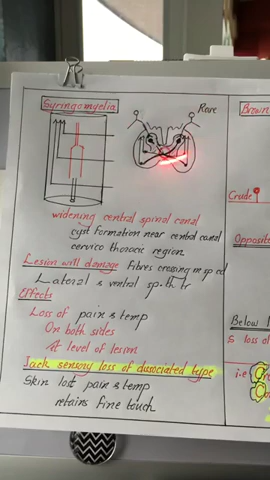 Syringomyelia
Rare
widening central spinal canal
cyst formation near central canal
cervico thoracic region
Lesion will damage Fibres crossing in sp cd
Lateral & ventral sp. th tr
Effects
Loss of pain & temp
On both sides
At level of lesion
Jack sensory loss of dissociated type
Skin lost pain & temp
retains fine touch
Brown
Crude
Opposite
Below l
S loss of
i.e